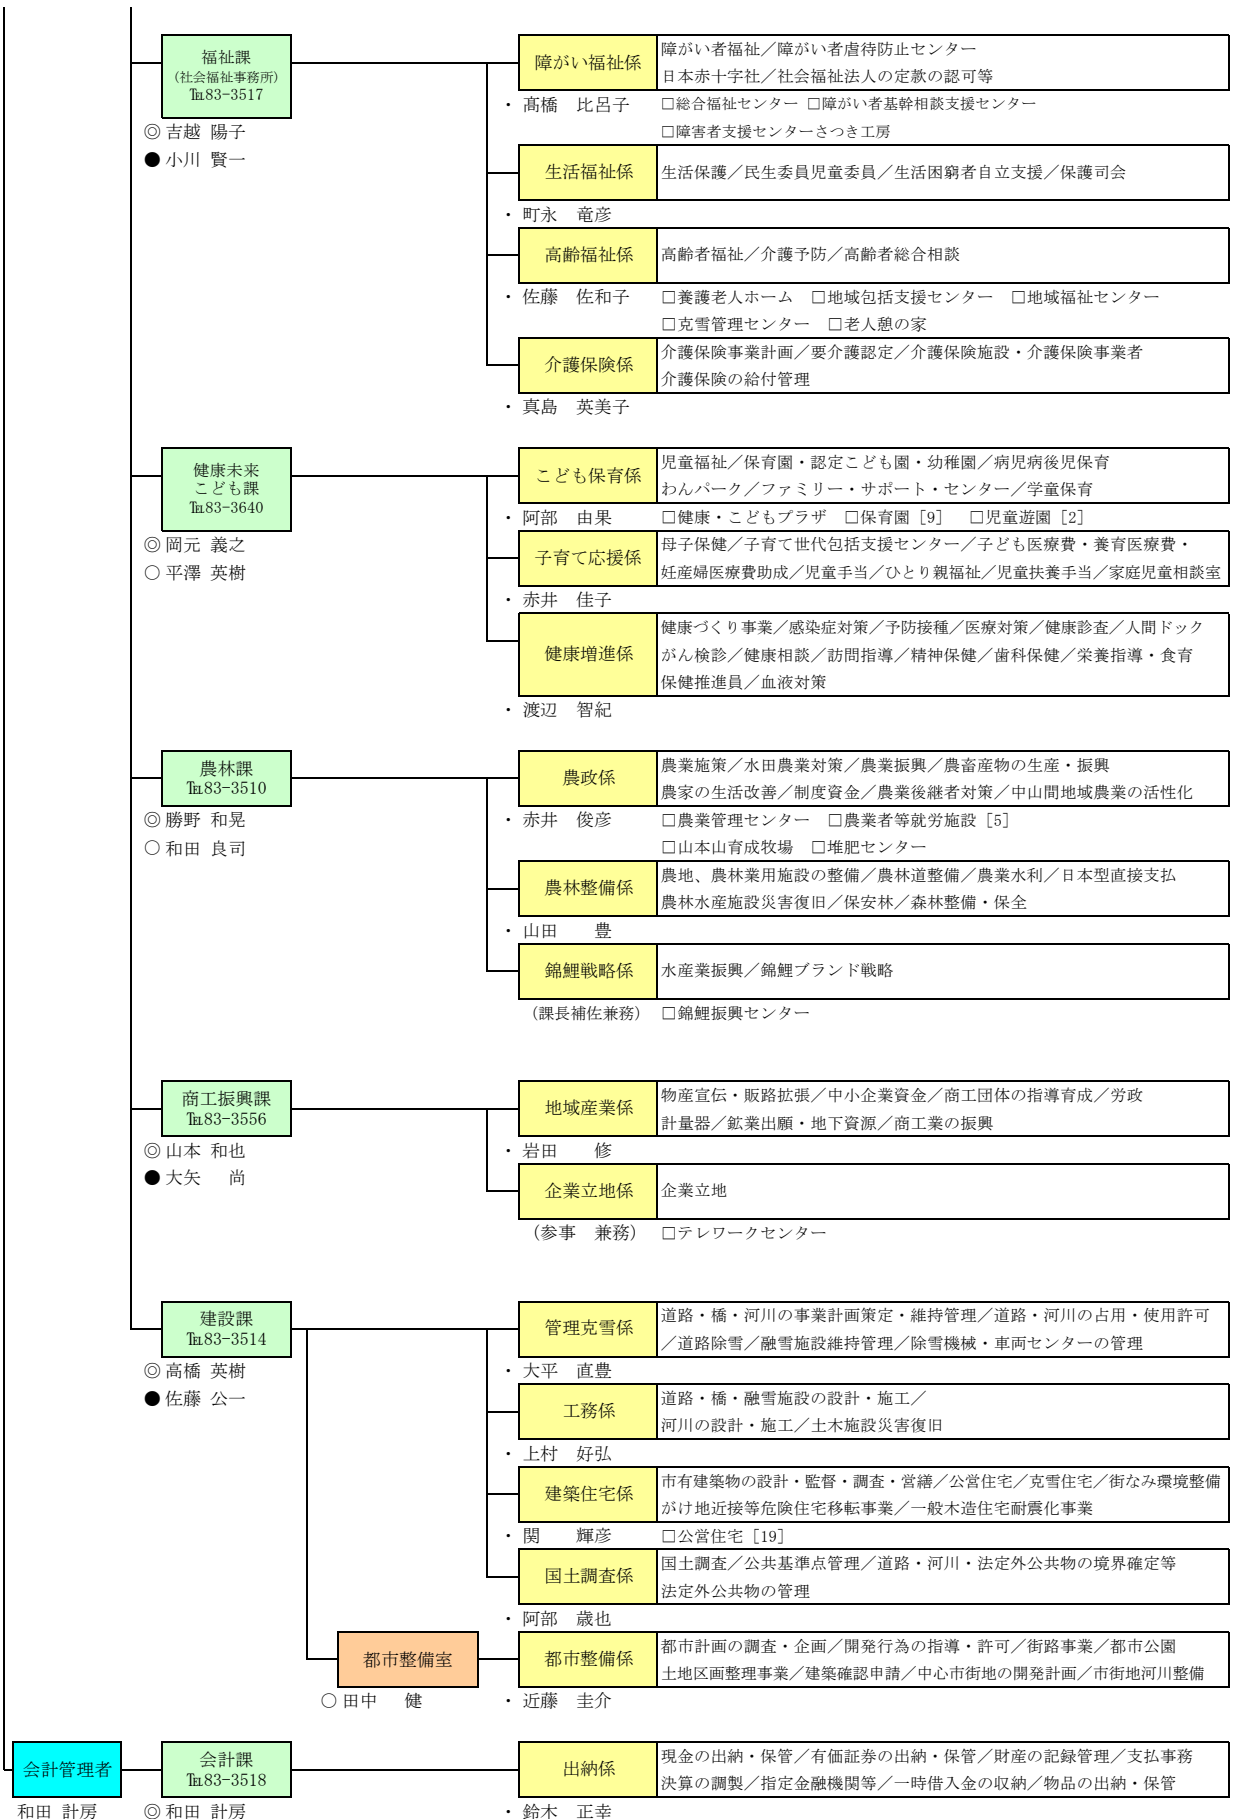 福祉課
(社会福祉事務所)
℡83-3517
◎吉越 陽子
●小川 賢一
障がい福祉係
障がい者福祉／障がい者虐待防止センター
日本赤十字社／社会福祉法人の定款の認可等
・髙橋 比呂子
□総合福祉センター □障がい者基幹相談支援センター
□障害者支援センターさつき工房
生活福祉係
生活保護／民生委員児童委員／生活困窮者自立支援／保護司会
・町永 竜彦
高齢福祉係
高齢者福祉／介護予防／高齢者総合相談
・佐藤 佐和子
□養護老人ホーム □地域包括支援センター □地域福祉センター
□克雪管理センター □老人憩の家
介護保険係
介護保険事業計画／要介護認定／介護保険施設・介護保険事業者
介護保険の給付管理
・真島 英美子
健康未来
こども課
℡83-3640
◎岡元 義之
○平澤 英樹
こども保育係
児童福祉／保育園・認定こども園・幼稚園／病児病後児保育
わんパーク／ファミリー・サポート・センター／学童保育
・阿部 由果
□健康・こどもプラザ □保育園［9］ □児童遊園［2］
子育て応援係
母子保健／子育て世代包括支援センター／子ども医療費・養育医療費・
妊産婦医療費助成／児童手当／ひとり親福祉／児童扶養手当／家庭児童相談室
・赤井 佳子
健康増進係
健康づくり事業／感染症対策／予防接種／医療対策／健康診査／人間ドック
がん検診／健康相談／訪問指導／精神保健／歯科保健／栄養指導・食育
保健推進員／血液対策
・渡辺 智紀
農林課
℡83-3510
◎勝野 和晃
○和田 良司
農政係
農業施策／水田農業対策／農業振興／農畜産物の生産・振興
農家の生活改善／制度資金／農業後継者対策／中山間地域農業の活性化
・赤井 俊彦
□農業管理センター □農業者等就労施設［5］
□山本山育成牧場 □堆肥センター
農林整備係
農地、農林業用施設の整備／農林道整備／農業水利／日本型直接支払
農林水産施設災害復旧／保安林／森林整備・保全
・山田 豊
錦鯉戦略係
水産業振興／錦鯉ブランド戦略
(課長補佐兼務)
□錦鯉振興センター
商工振興課
℡83-3556
◎山本 和也
●大矢 尚
地域産業係
物産宣伝・販路拡張／中小企業資金／商工団体の指導育成／労政
計量器／鉱業出願・地下資源／商工業の振興
・岩田 修
企業立地係
企業立地
(参事 兼務)
□テレワークセンター
建設課
℡83-3514
◎高橋 英樹
●佐藤 公一
管理克雪係
道路・橋・河川の事業計画策定・維持管理／道路・河川の占用・使用許可
／道路除雪／融雪施設維持管理／除雪機械・車両センターの管理
・大平 直豊
工務係
道路・橋・融雪施設の設計・施工／
河川の設計・施工／土木施設災害復旧
・上村 好弘
建築住宅係
市有建築物の設計・監督・調査・営繕／公営住宅／克雪住宅／街なみ環境整備
がけ地近接等危険住宅移転事業／一般木造住宅耐震化事業
・関 輝彦
□公営住宅［19］
国土調査係
国土調査／公共基準点管理／道路・河川・法定外公共物の境界確定等
法定外公共物の管理
・阿部 歳也
都市整備室
○田中 健
都市整備係
都市計画の調査・企画／開発行為の指導・許可／街路事業／都市公園
土地区画整理事業／建築確認申請／中心市街地の開発計画／市街地河川整備
・近藤 圭介
会計管理者
和田 計房
会計課
℡83-3518
◎和田 計房
出納係
現金の出納・保管／有価証券の出納・保管／財産の記録管理／支払事務
決算の調製／指定金融機関等／一時借入金の収納／物品の出納・保管
・鈴木 正幸